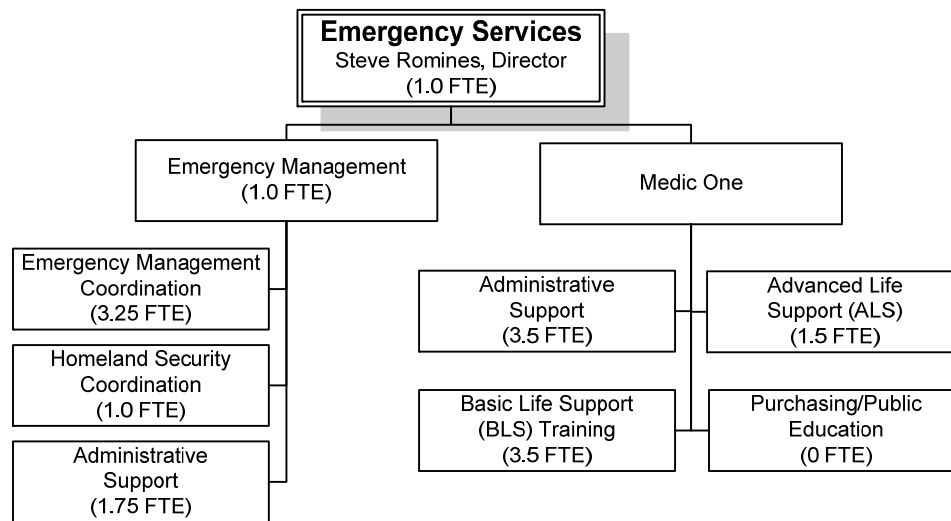 Emergency Services
Steve Romines, Director
(1.0 FTE)
Emergency Management
(1.0 FTE)
Medic One
Emergency Management
Coordination
(3.25 FTE)
Homeland Security
Coordination
(1.0 FTE)
Administrative
Support
(1.75 FTE)
Administrative
Support
(3.5 FTE)
Advanced Life
Support (ALS)
(1.5 FTE)
Basic Life Support
(BLS) Training
(3.5 FTE)
Purchasing/Public
Education
(0 FTE)